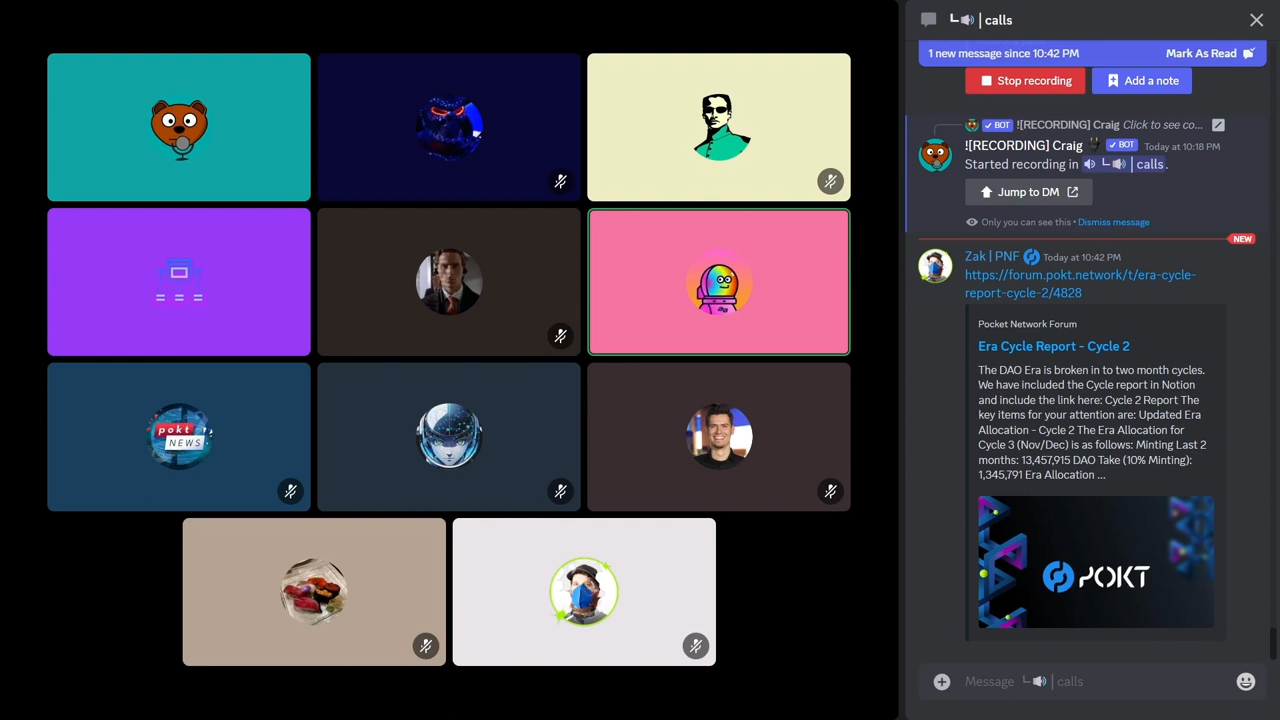 calls
1 new message since 10:42 PM Mark As Read
Stop recording Add a note
BOT ![RECORDING] Craig Click to see co...
![RECORDING] Craig BOT Today at 10:18 PM
Started recording in calls.
Jump to DM
Only you can see this • Dismiss message
NEW
Zak | PNF Today at 10:42 PM
https://forum.pokt.network/t/era-cycle-
report-cycle-2/4828
Pocket Network Forum
Era Cycle Report - Cycle 2
The DAO Era is broken in to two month cycles.
We have included the Cycle report in Notion
and include the link here: Cycle 2 Report The
key items for your attention are: Updated Era
Allocation - Cycle 2 The Era Allocation for
Cycle 3 (Nov/Dec) is as follows: Minting Last 2
months: 13,457,915 DAO Take (10% Minting):
1,345,791 Era Allocation ...
POKT
Message calls
pokt
NEWS